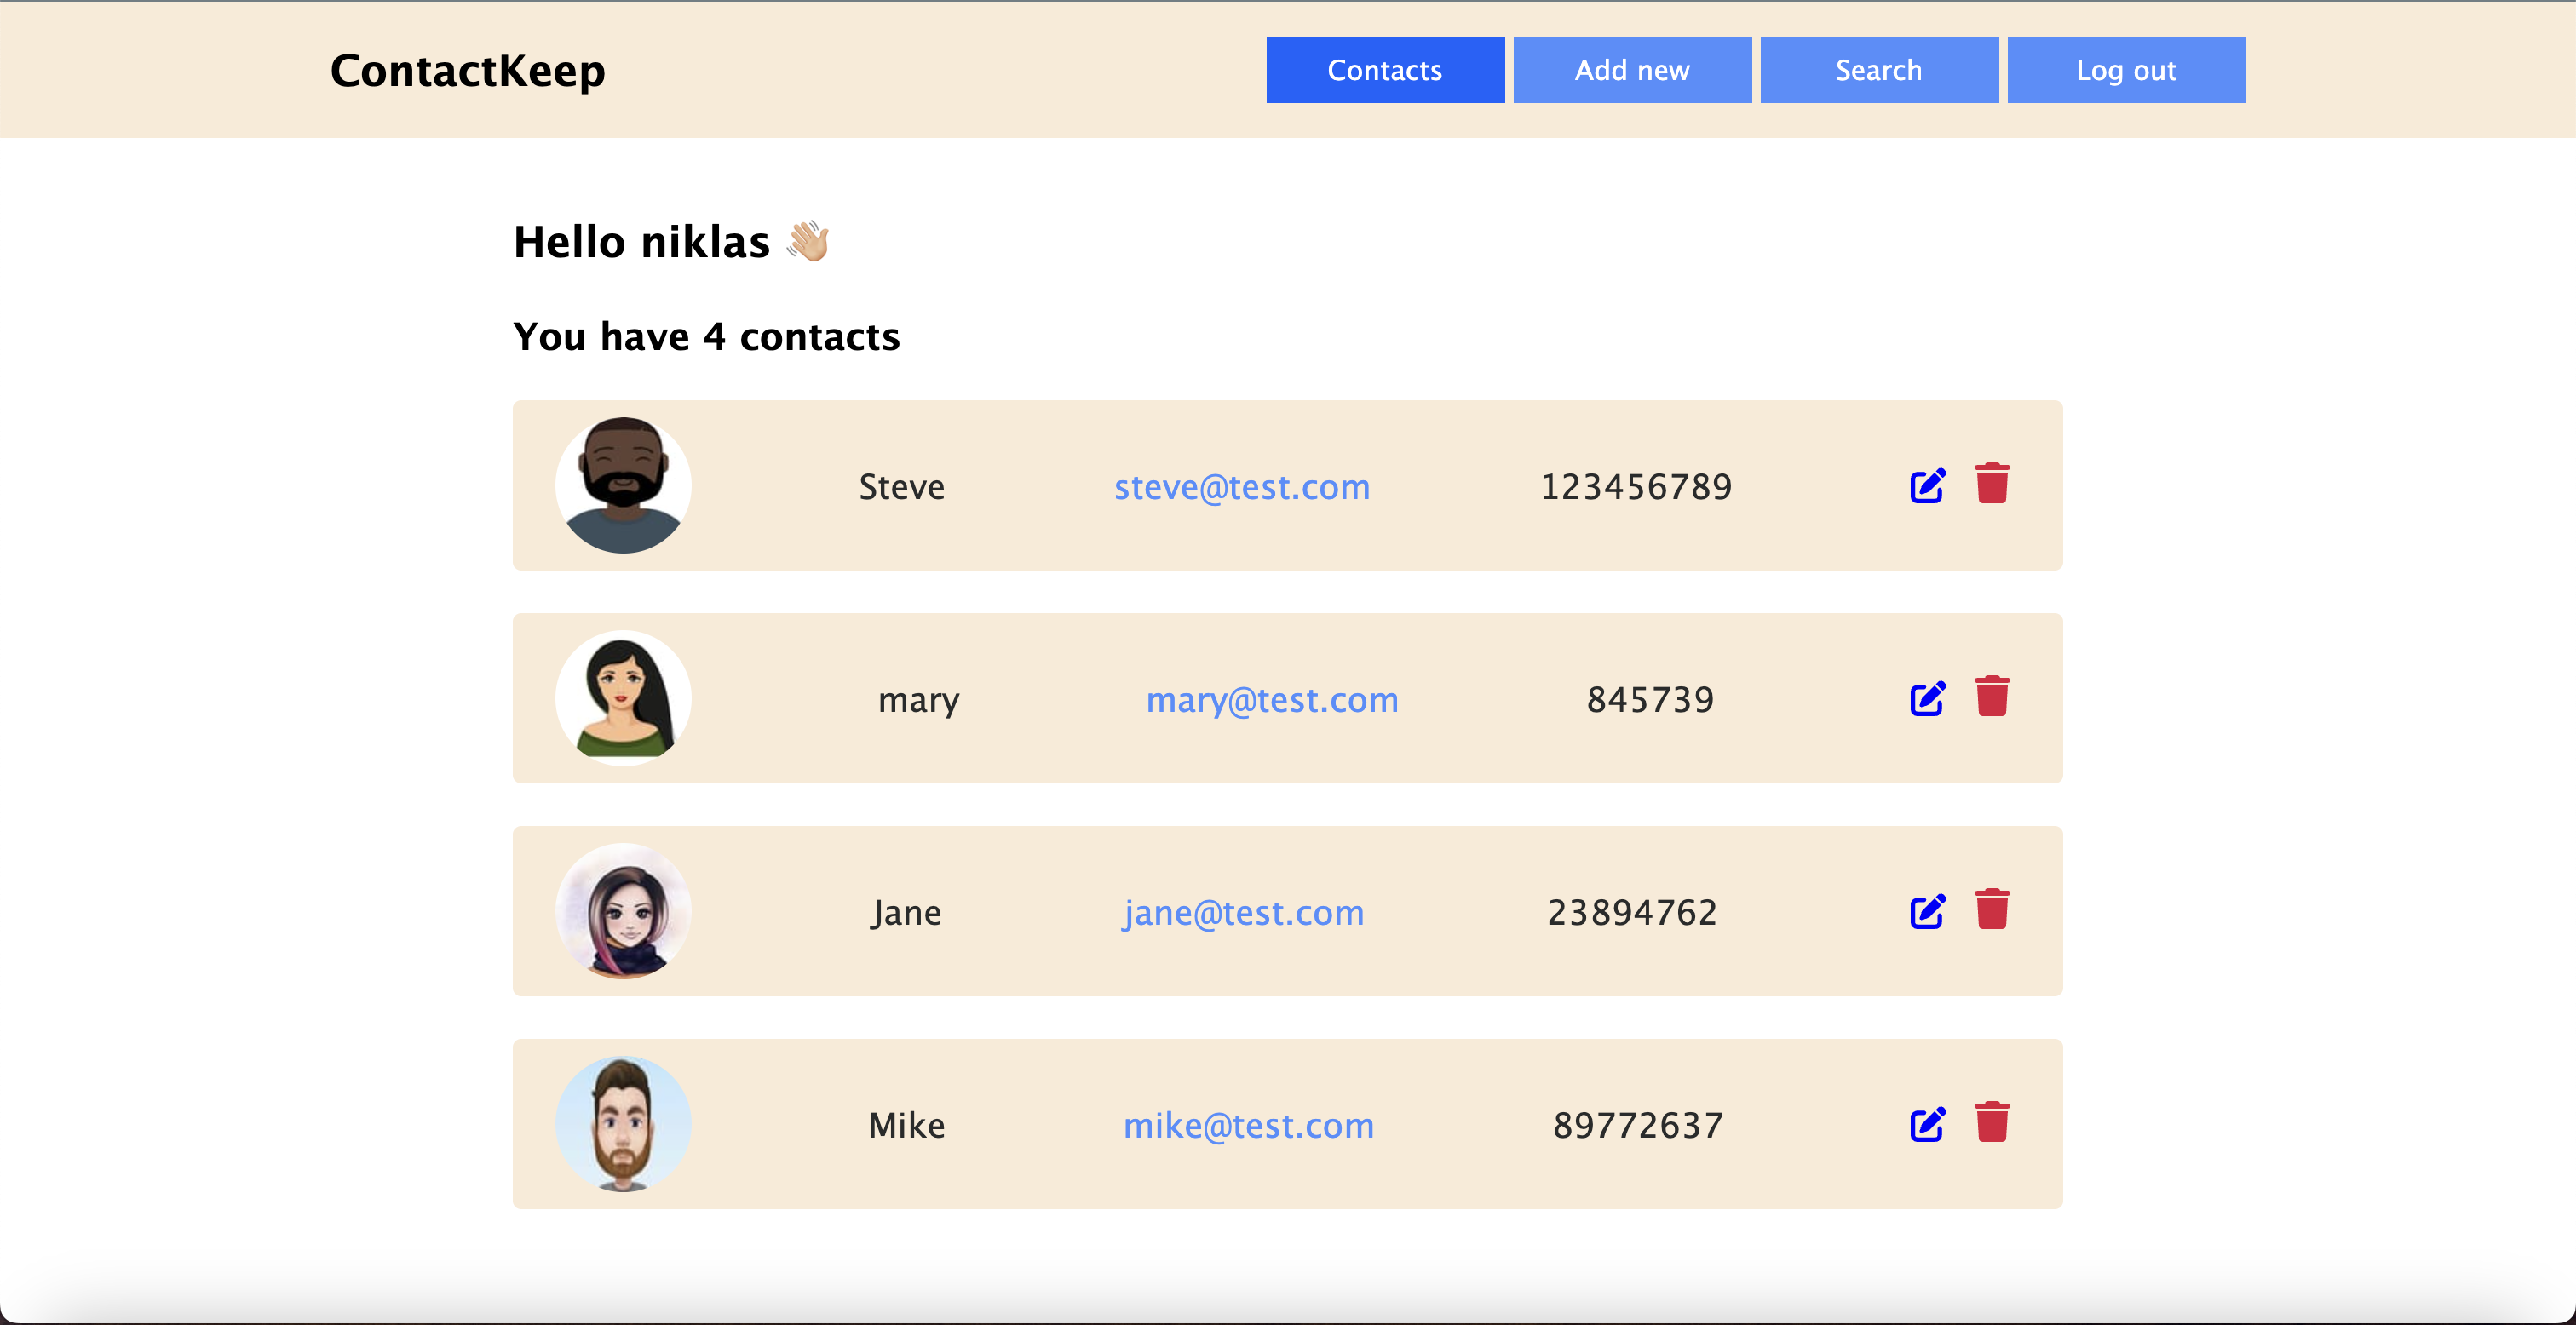 ContactKeep Contacts Add new Search Log out
Hello niklas 👋🏼
You have 4 contacts
Steve steve@test.com 123456789
mary mary@test.com 845739
Jane jane@test.com 23894762
Mike mike@test.com 89772637